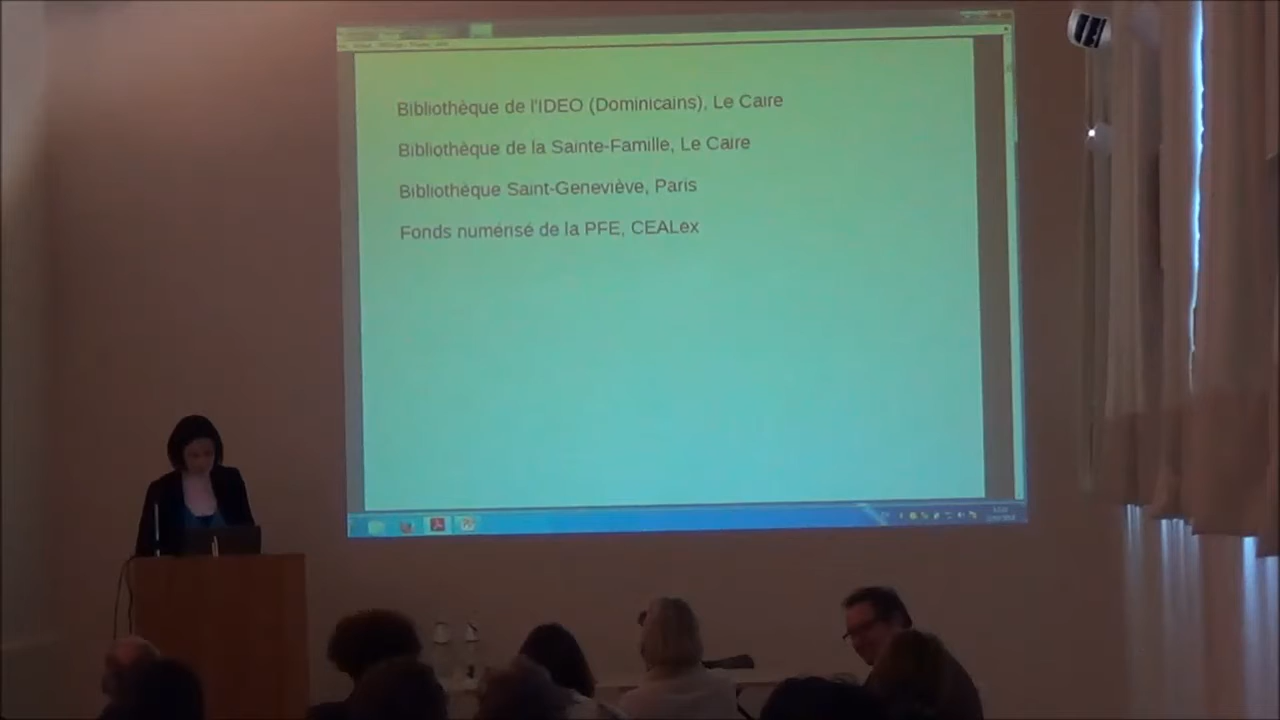 Bibliothèque de l'IDEO (Dominicains), Le Caire
Bibliothèque de la Sainte-Famille, Le Caire
Bibliothèque Saint-Geneviève, Paris
Fonds numérisé de la PFE, CEALex